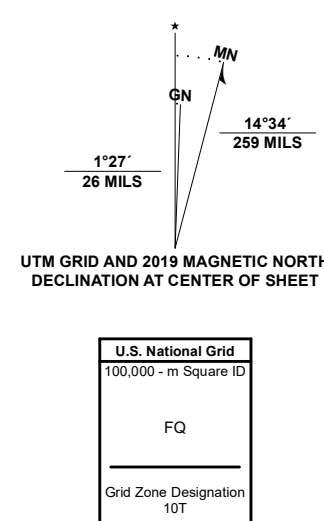 ★
MN
GN
14°34´
259 MILS
1°27´
26 MILS
UTM GRID AND 2019 MAGNETIC NORTH
DECLINATION AT CENTER OF SHEET
U.S. National Grid
100,000 - m Square ID
FQ
Grid Zone Designation
10T